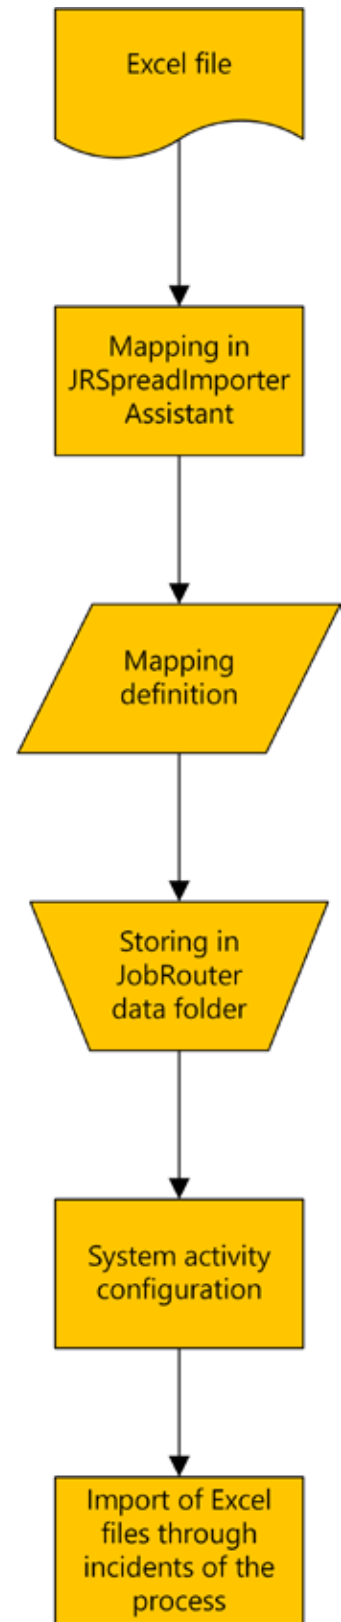 Excel file
Mapping in
JRSpreadImporter
Assistant
Mapping
definition
Storing in
JobRouter
data folder
System activity
configuration
Import of Excel
files through
incidents of the
process